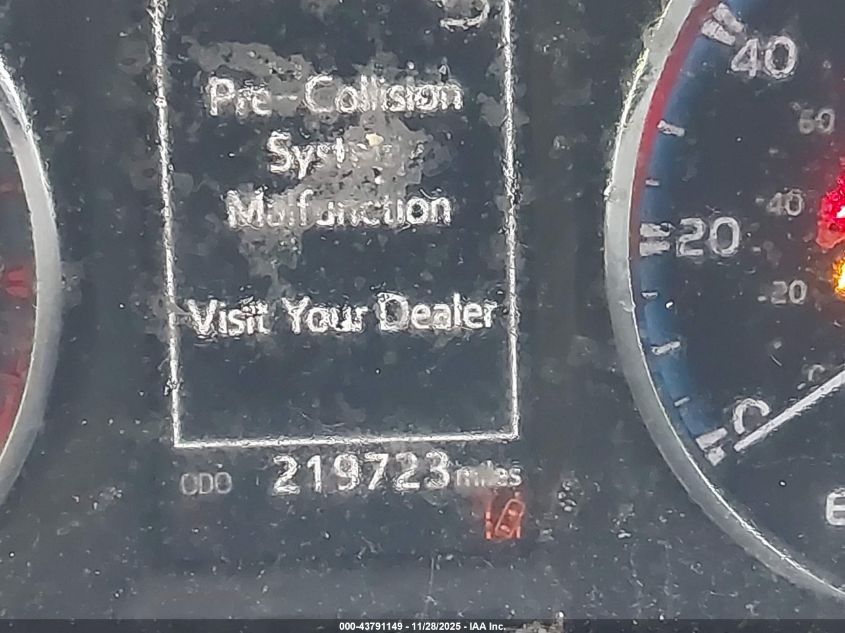 Pre-Collision
System
Malfunction
Visit Your Dealer
ODO 219723 miles
40
60
40
20
20
0
0
E
000-43791149 - 11/28/2025 - IAA Inc.